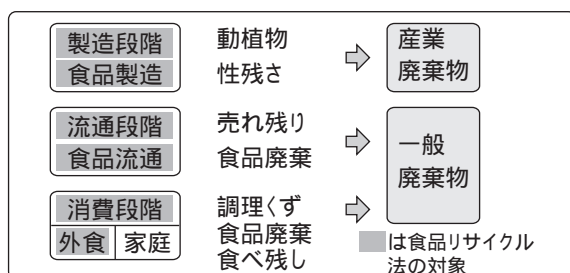 製造段階
食品製造
動植物
性残さ
産業
廃棄物
流通段階
食品流通
売れ残り
食品廃棄
一般
廃棄物
消費段階
外食 家庭
調理くず
食品廃棄
食べ残し
は食品リサイクル
法の対象